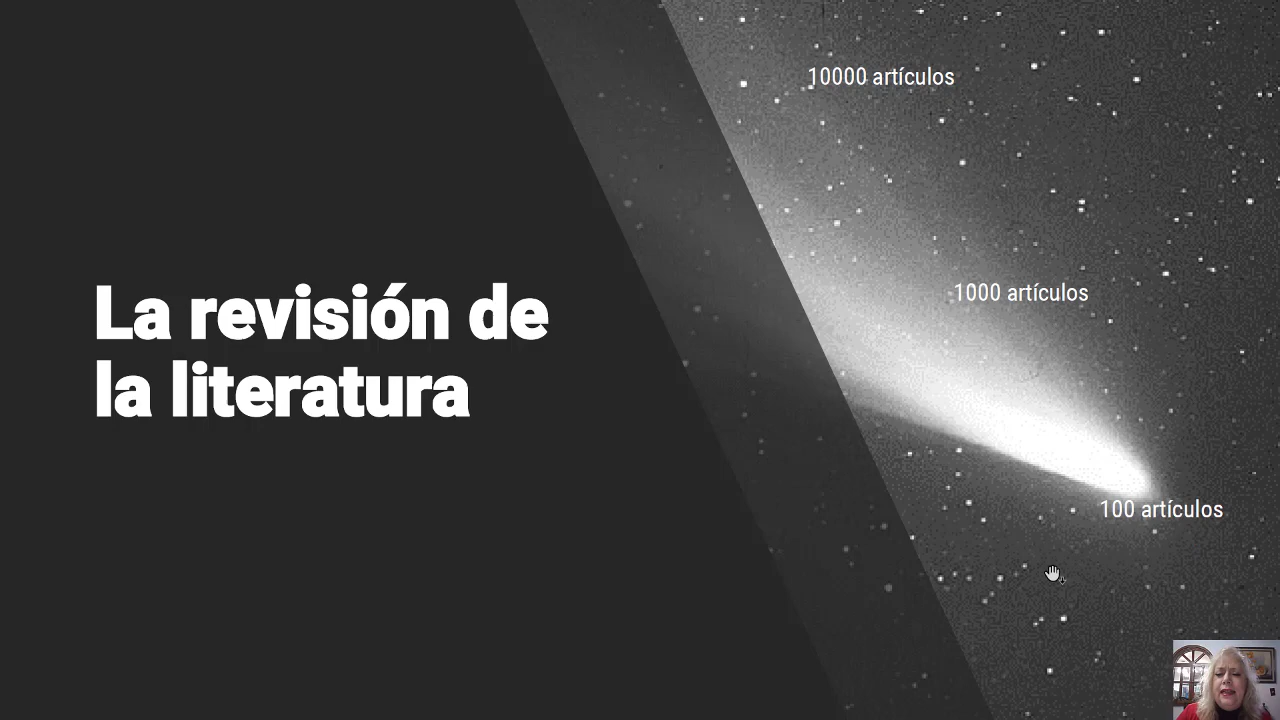 La revisión de
la literatura
10000 artículos
1000 artículos
100 artículos